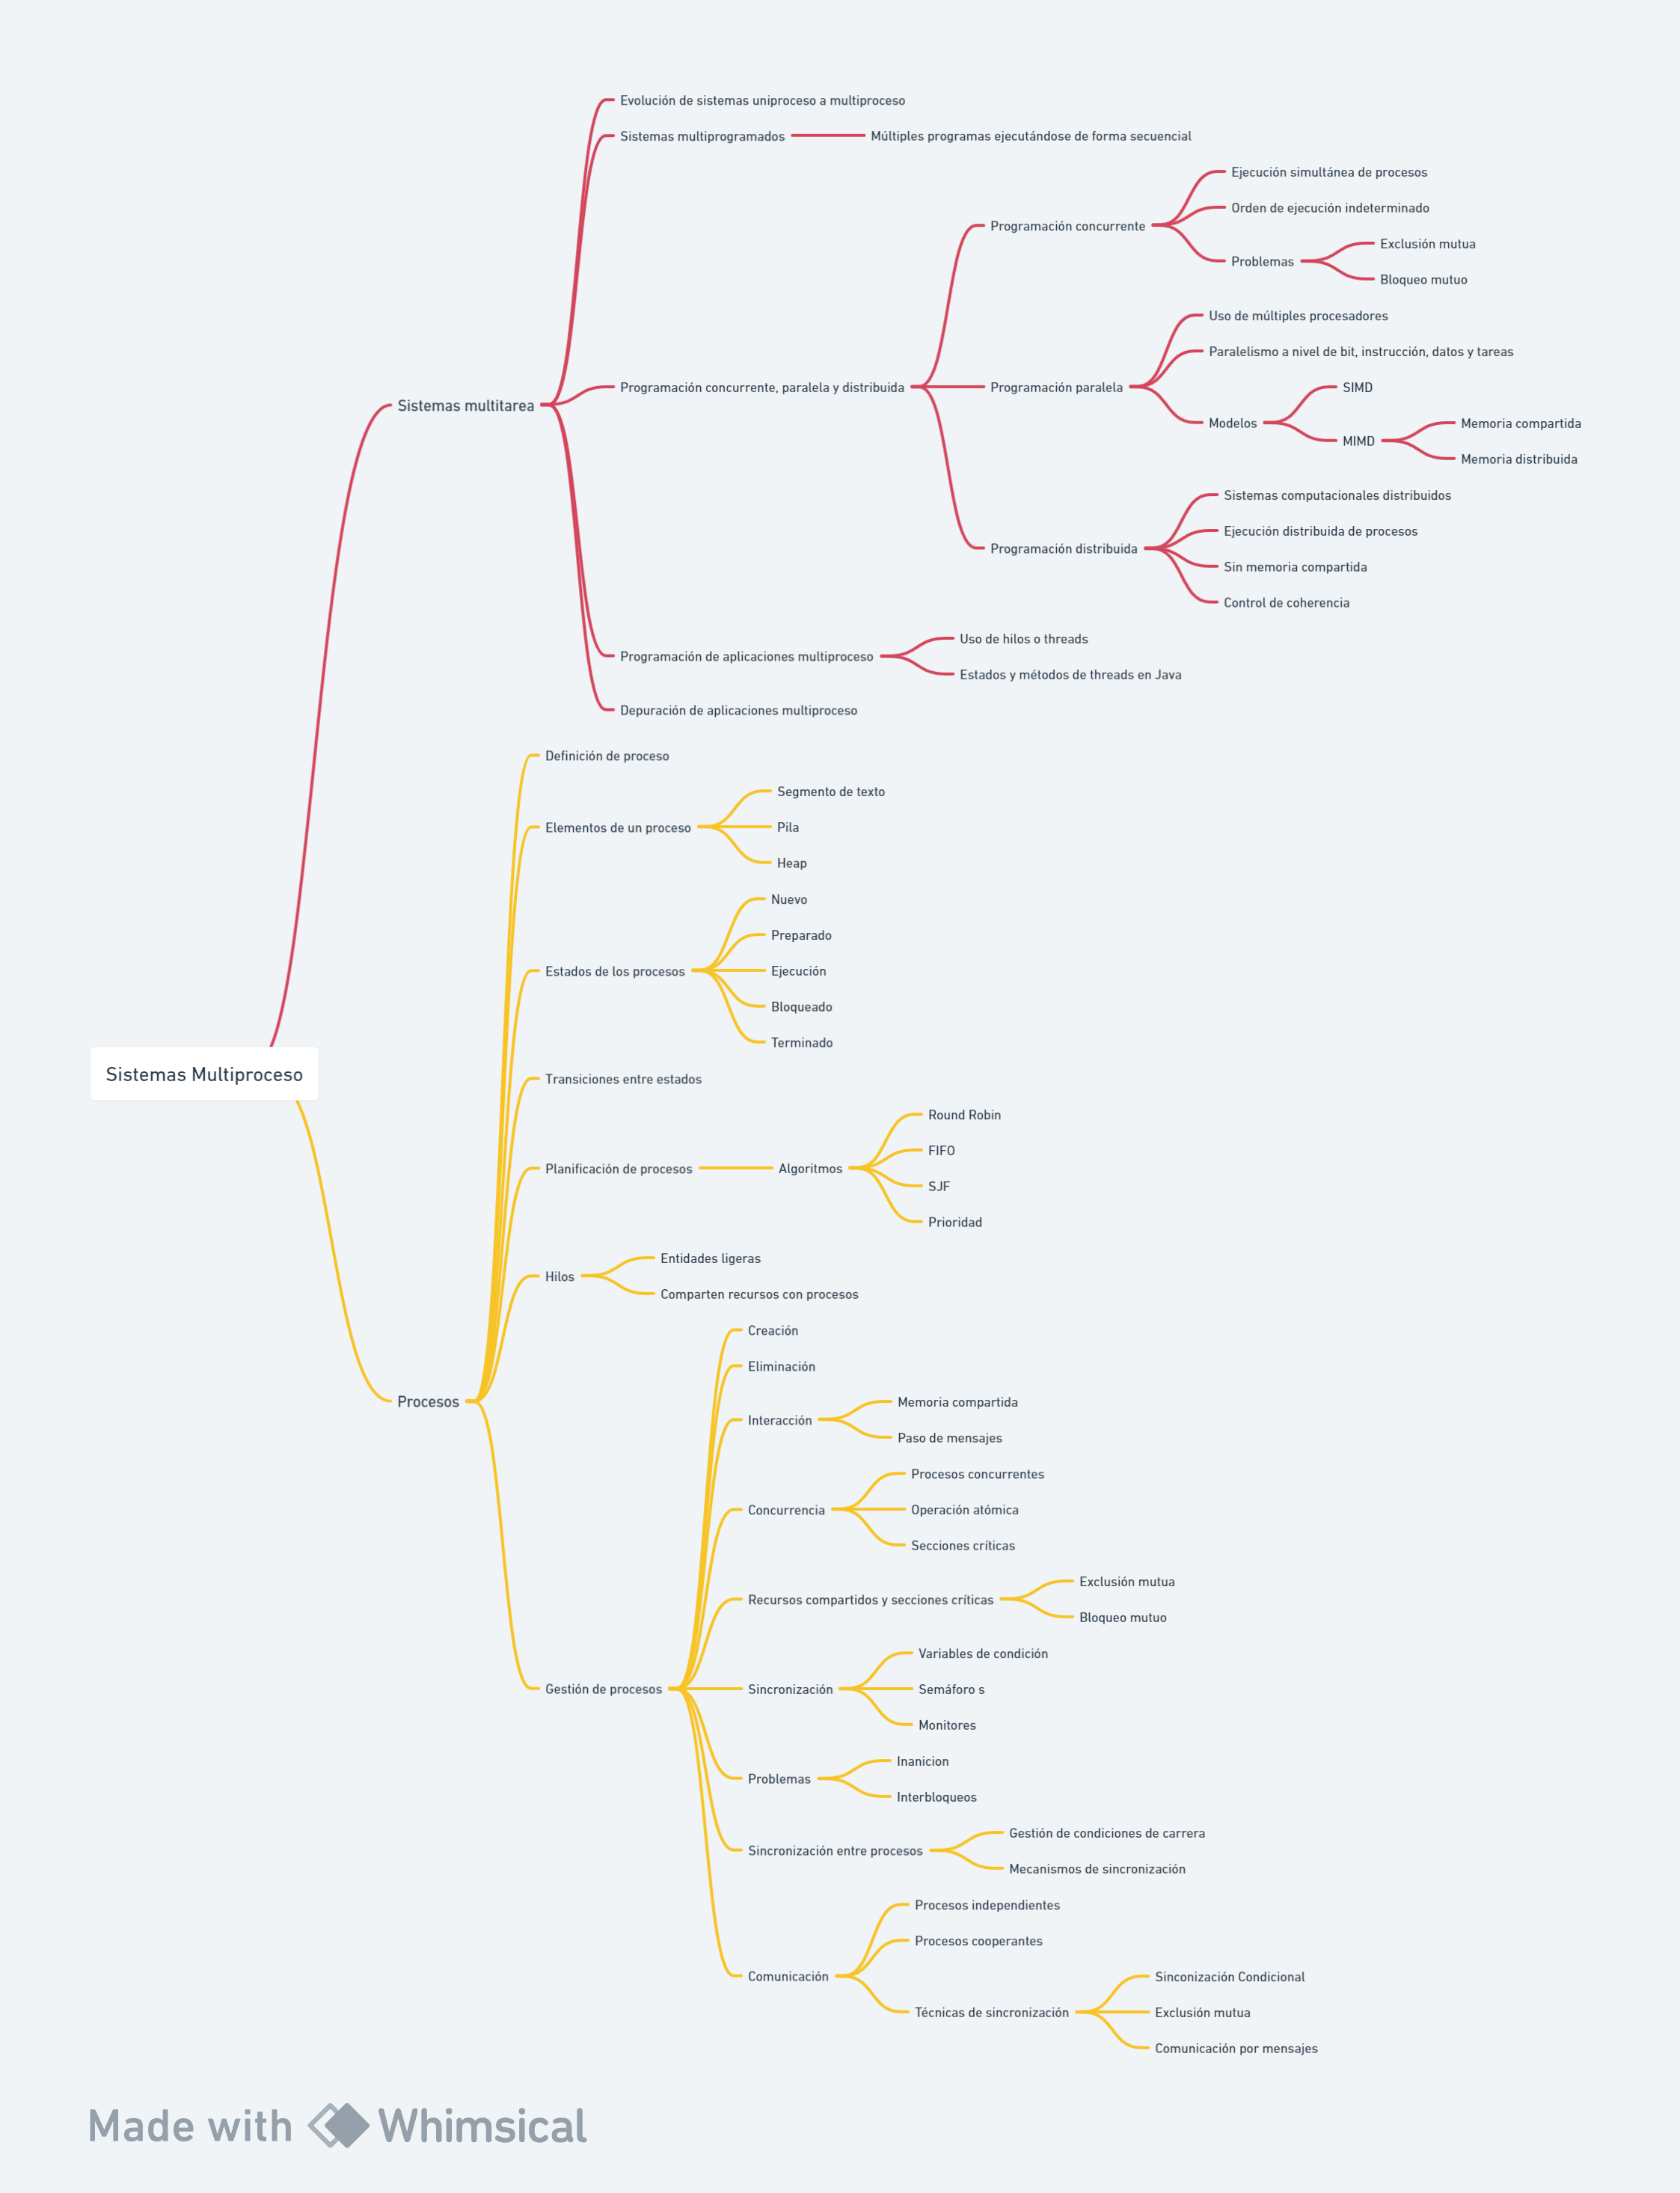 Evolución de sistemas uniproceso a multiproceso
Sistemas multiprogramados
Múltiples programas ejecutándose de forma secuencial
Ejecución simultánea de procesos
Orden de ejecución indeterminado
Programación concurrente
Exclusión mutua
Problemas
Bloqueo mutuo
Uso de múltiples procesadores
Paralelismo a nivel de bit, instrucción, datos y tareas
Sistemas multitarea
Programación concurrente, paralela y distribuida
Programación paralela
SIMD
Modelos
Memoria compartida
MIMD
Memoria distribuida
Sistemas computacionales distribuidos
Ejecución distribuida de procesos
Programación distribuida
Sin memoria compartida
Control de coherencia
Uso de hilos o threads
Programación de aplicaciones multiproceso
Estados y métodos de threads en Java
Depuración de aplicaciones multiproceso
Definición de proceso
Segmento de texto
Elementos de un proceso
Pila
Heap
Nuevo
Preparado
Estados de los procesos
Ejecución
Bloqueado
Terminado
Sistemas Multiproceso
Transiciones entre estados
Round Robin
FIFO
Planificación de procesos
Algoritmos
SJF
Prioridad
Entidades ligeras
Hilos
Comparten recursos con procesos
Creación
Eliminación
Procesos
Memoria compartida
Interacción
Paso de mensajes
Procesos concurrentes
Concurrencia
Operación atómica
Secciones críticas
Exclusión mutua
Recursos compartidos y secciones críticas
Bloqueo mutuo
Variables de condición
Gestión de procesos
Sincronización
Semáforo s
Monitores
Inanicion
Problemas
Interbloqueos
Gestión de condiciones de carrera
Sincronización entre procesos
Mecanismos de sincronización
Procesos independientes
Procesos cooperantes
Comunicación
Sinconización Condicional
Técnicas de sincronización
Exclusión mutua
Comunicación por mensajes
Made with Whimsical